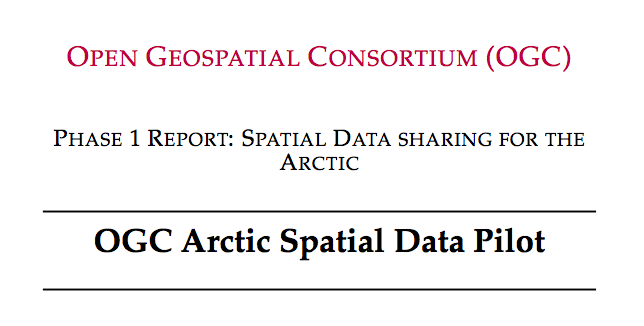 OPEN GEOSPATIAL CONSORTIUM (OGC)
PHASE 1 REPORT: SPATIAL DATA SHARING FOR THE
ARCTIC
OGC Arctic Spatial Data Pilot